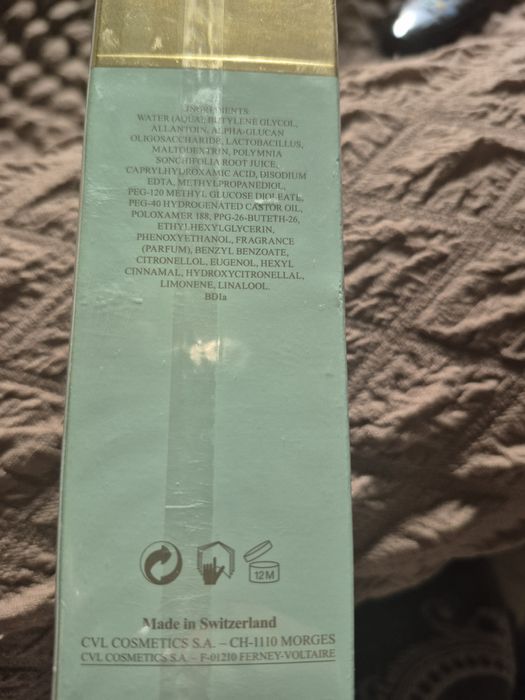 INGREDIENTS:
WATER (AQUA), BUTYLENE GLYCOL,
ALLANTOIN, ALPHA-GLUCAN
OLIGOSACCHARIDE, LACTOBACILLUS,
MALTODEXTRIN, POLYMNIA
SONCHIFOLIA ROOT JUICE,
CAPRYLHYDROXAMIC ACID, DISODIUM
EDTA, METHYLPROPANEDIOL,
PEG-120 METHYL GLUCOSE DIOLEATE,
PEG-40 HYDROGENATED CASTOR OIL,
POLOXAMER 188, PPG-26-BUTETH-26,
ETHYLHEXYLGLYCERIN,
PHENOXYETHANOL, FRAGRANCE
(PARFUM), BENZYL BENZOATE,
CITRONELLOL, EUGENOL, HEXYL
CINNAMAL, HYDROXYCITRONELLAL,
LIMONENE, LINALOOL.
BD1a
12M
Made in Switzerland
CVL COSMETICS S.A. – CH-1110 MORGES
CVL COSMETICS S.A. – F-01210 FERNEY-VOLTAIRE